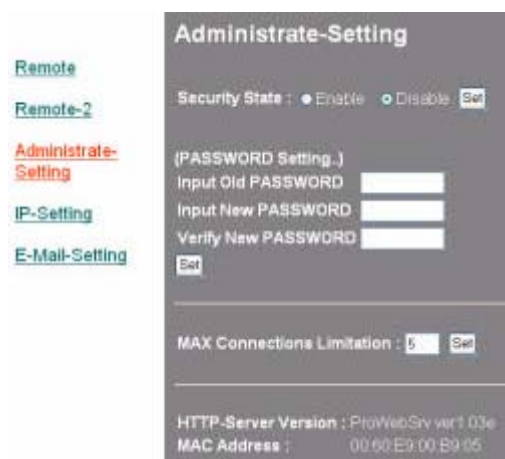 Remote
Remote-2
Administrate-
Setting
IP-Setting
E-Mail-Setting
Administrate-Setting
Security State : Enable Disable Set
(PASSWORD Setting..)
Input Old PASSWORD
Input New PASSWORD
Verify New PASSWORD
Set
MAX Connections Limitation : 5 Set
HTTP-Server Version : ProWebSrv ver1.03e
MAC Address : 00:60:E9:00:B9:05